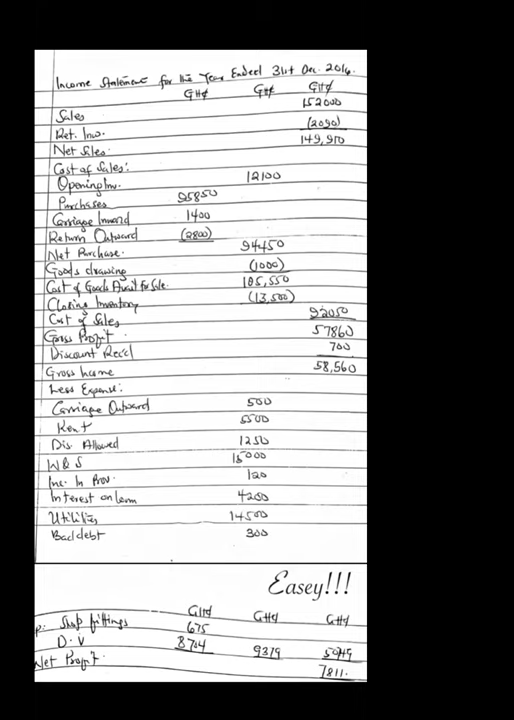 Income Statement for the Year Ended 31st Dec. 2016.
GH¢ GH¢ GH¢
Sales 152000
Ret. Inw. (2090)
Net Sales. 149,910
Cost of Sales:
Opening Inv. 12100
Purchases 95850
Carriage Inward 1400
Return Outward (2800)
Net Purchase. 94450
Goods drawing (1000)
Cost of Goods Avail for Sale. 105,550
Closing Inventory (13,500)
Cost of Sales 92050
Gross Profit 57860
Discount Rec'd 700
Gross Income 58,560
Less Expense:
Carriage Outward 500
Rent 5500
Dis. Allowed 1250
W & S 15000
Inc. In Prov. 120
Interest on loan 4200
Utilities 14500
Bad debt 300
Easey!!!
GH¢ GH¢ GH¢
p: Shop fittings 675
D. V 8704 9379
Net Profit. 7811.